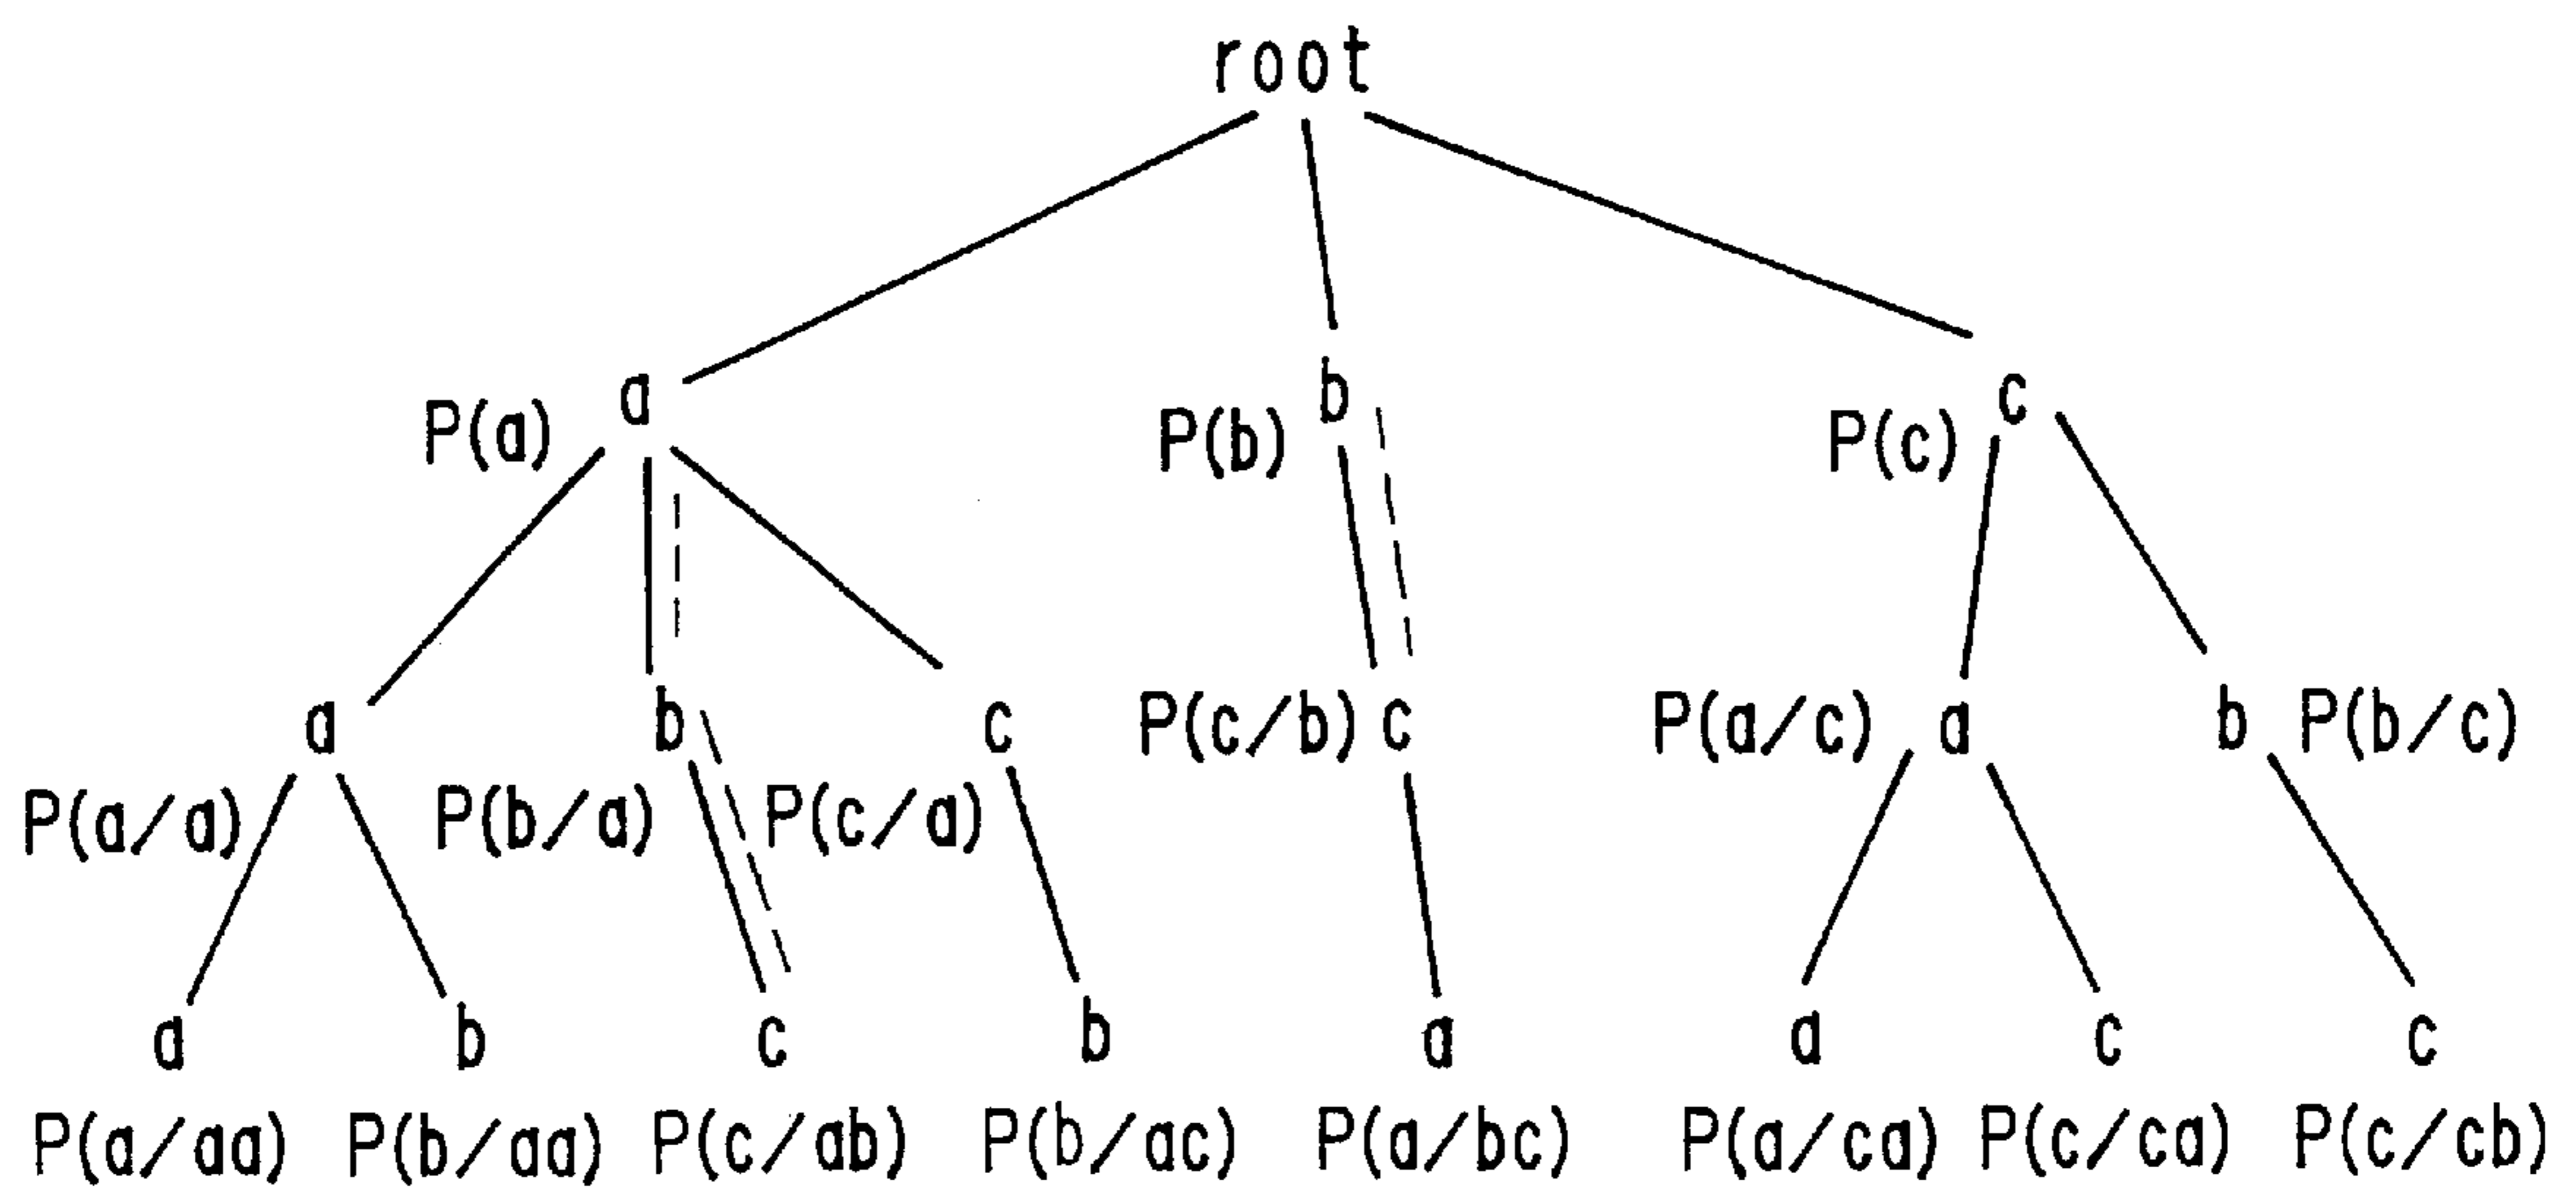 root
a b c
P(a) P(b) P(c)
a b c P(c/b) c P(a/c) a b P(b/c)
P(a/a) P(b/a) P(c/a)
a b c b a a c c
P(a/aa) P(b/aa) P(c/ab) P(b/ac) P(a/bc) P(a/ca) P(c/ca) P(c/cb)